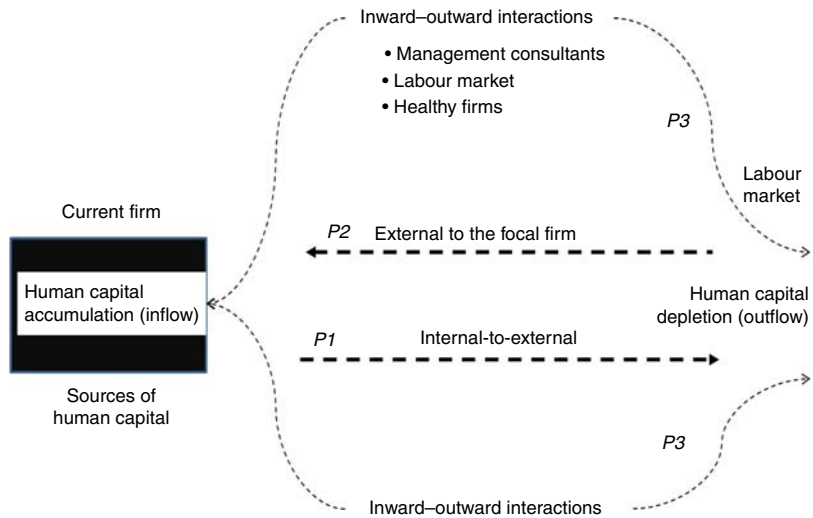 Inward–outward interactions
• Management consultants
• Labour market
• Healthy firms
P3
Labour
market
Current firm
P2 External to the focal firm
Human capital
accumulation (inflow)
Human capital
depletion (outflow)
P1 Internal-to-external
Sources of
human capital
P3
Inward–outward interactions